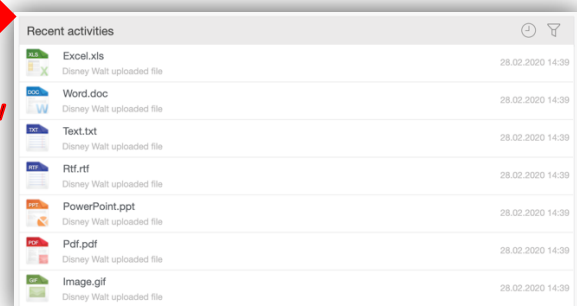 Recent activities
XLS
Excel.xls
Disney Walt uploaded file
28.02.2020 14:39
DOC
Word.doc
Disney Walt uploaded file
28.02.2020 14:39
TXT
Text.txt
Disney Walt uploaded file
28.02.2020 14:39
RTF
Rtf.rtf
Disney Walt uploaded file
28.02.2020 14:39
PPT
PowerPoint.ppt
Disney Walt uploaded file
28.02.2020 14:39
PDF
Pdf.pdf
Disney Walt uploaded file
28.02.2020 14:39
GIF
Image.gif
Disney Walt uploaded file
28.02.2020 14:39